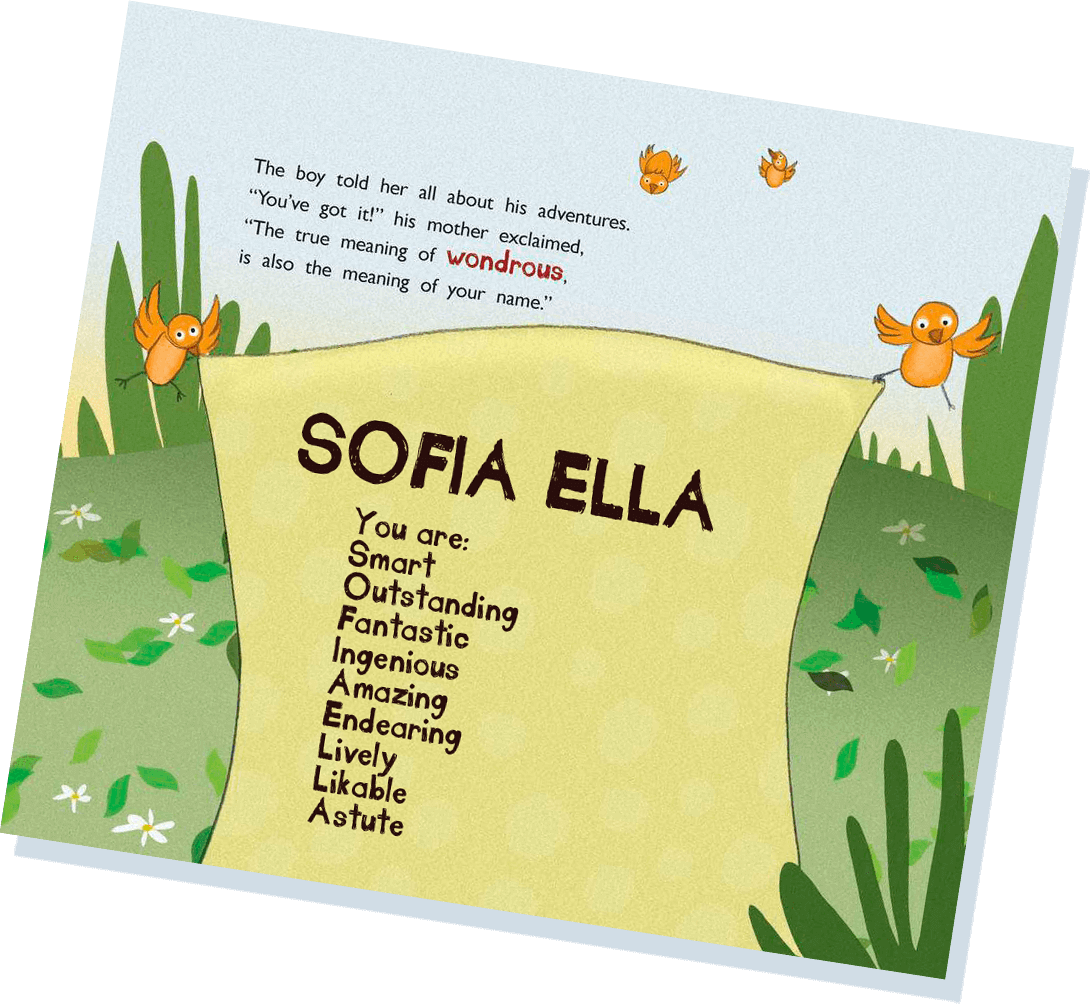 The boy told her all about his adventures.
“You’ve got it!” his mother exclaimed,
“The true meaning of wondrous,
is also the meaning of your name.”
SOFIA ELLA
You are:
Smart
Outstanding
Fantastic
Ingenious
Amazing
Endearing
Lively
Likable
Astute